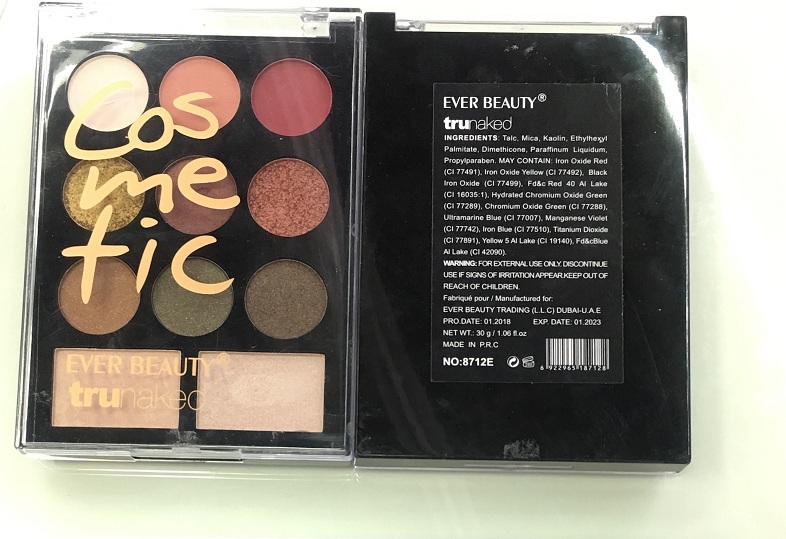 Cos
me
tic
EVER BEAUTY®
trunaked
EVER BEAUTY®
trunaked
INGREDIENTS: Talc, Mica, Kaolin, Ethylhexyl
Palmitate, Dimethicone, Paraffinum Liquidum,
Propylparaben. MAY CONTAIN: Iron Oxide Red
(CI 77491), Iron Oxide Yellow (CI 77492), Black
Iron Oxide (CI 77499), Fd&c Red 40 Al Lake
(CI 16035:1), Hydrated Chromium Oxide Green
(CI 77289), Chromium Oxide Green (CI 77288),
Ultramarine Blue (CI 77007), Manganese Violet
(CI 77742), Iron Blue (CI 77510), Titanium Dioxide
(CI 77891), Yellow 5 Al Lake (CI 19140), Fd&cBlue
Al Lake (CI 42090).
WARNING: FOR EXTERNAL USE ONLY. DISCONTINUE
USE IF SIGNS OF IRRITATION APPEAR.KEEP OUT OF
REACH OF CHILDREN.
Fabriqué pour / Manufactured for:
EVER BEAUTY TRADING (L.L.C) DUBAI-U.A.E
PRO.DATE: 01.2018 EXP. DATE: 01.2023
NET WT.: 30 g / 1.06 fl.oz
MADE IN P.R.C
NO:8712E
6 922965 187128